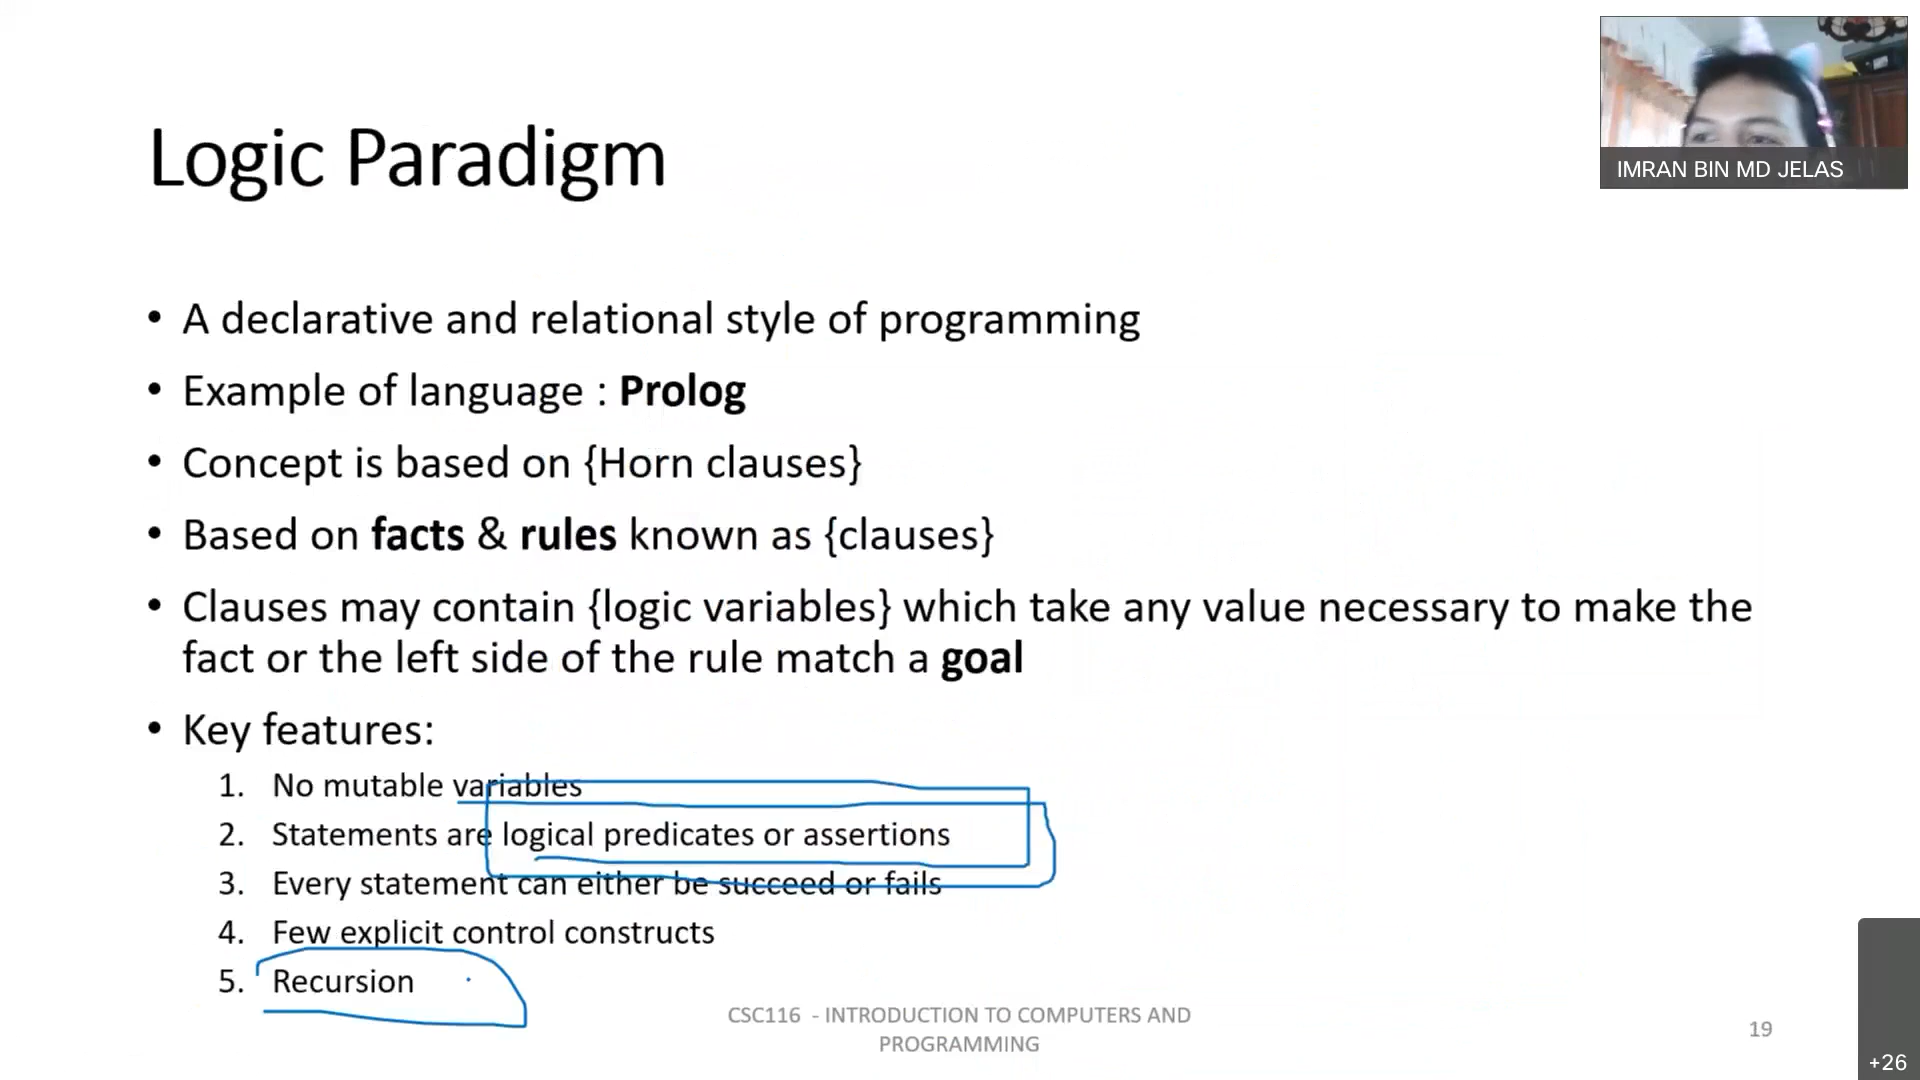 IMRAN BIN MD JELAS
Logic Paradigm
• A declarative and relational style of programming
• Example of language : Prolog
• Concept is based on {Horn clauses}
• Based on facts & rules known as {clauses}
• Clauses may contain {logic variables} which take any value necessary to make the
fact or the left side of the rule match a goal
• Key features:
1. No mutable variables
2. Statements are logical predicates or assertions
3. Every statement can either be succeed or fails
4. Few explicit control constructs
5. Recursion
CSC116 - INTRODUCTION TO COMPUTERS AND
PROGRAMMING
19
+26